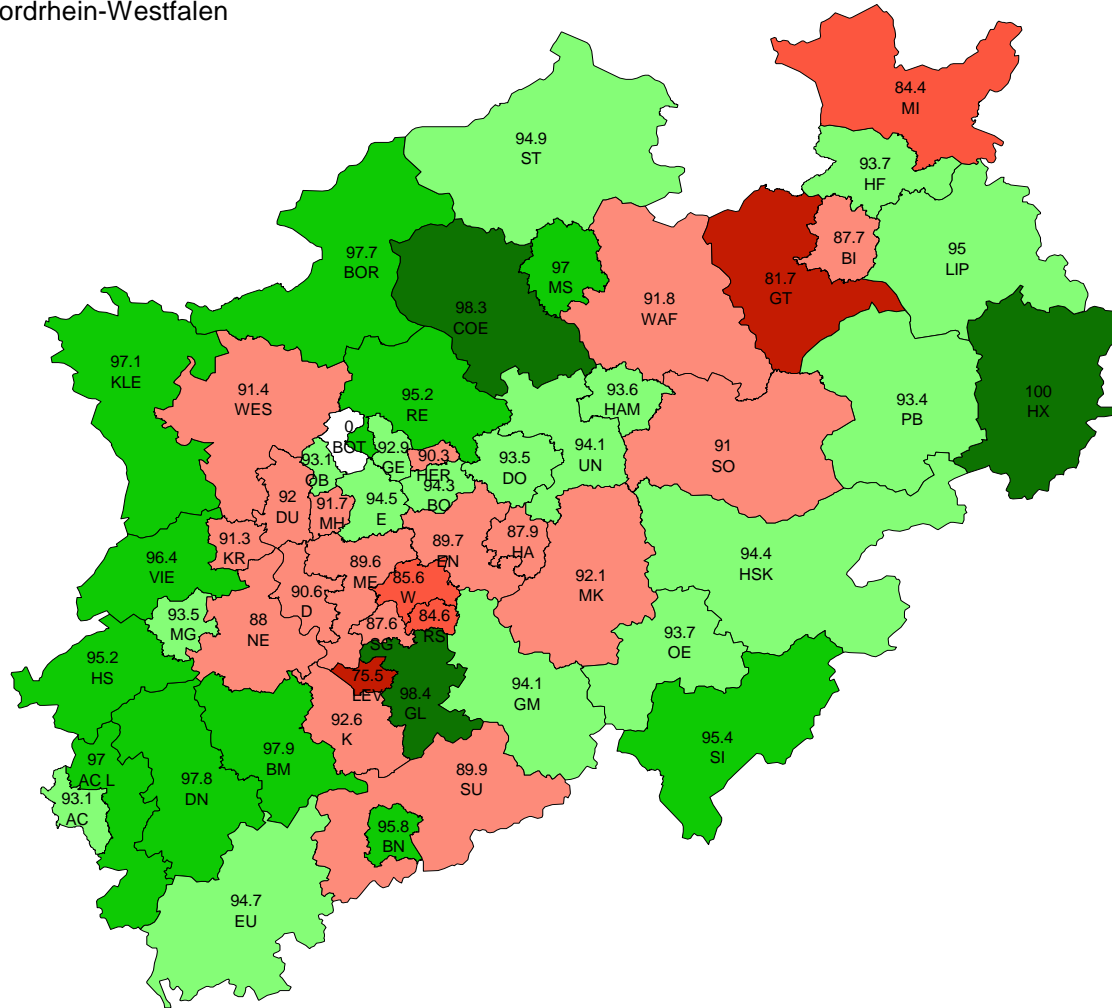 ordrhein-Westfalen
84.4
MI
94.9
ST
93.7
HF
87.7
BI
95
LIP
97.7
BOR
97
MS
81.7
GT
91.8
WAF
98.3
COE
97.1
KLE
91.4
WES
95.2
RE
93.6
HAM
93.4
PB
100
HX
0
BOT
92.9
GE
90.3
HER
93.5
DO
94.1
UN
91
SO
93.1
OB
94.3
BO
92
DU
91.7
MH
94.5
E
91.3
KR
89.7
EN
87.9
HA
94.4
HSK
96.4
VIE
89.6
ME
85.6
W
92.1
MK
90.6
D
93.5
MG
88
NE
87.6
SG
84.6
RS
93.7
OE
95.2
HS
75.5
LEV
98.4
GL
94.1
GM
92.6
K
95.4
SI
97
AC L
97.9
BM
97.8
DN
89.9
SU
93.1
AC
95.8
BN
94.7
EU